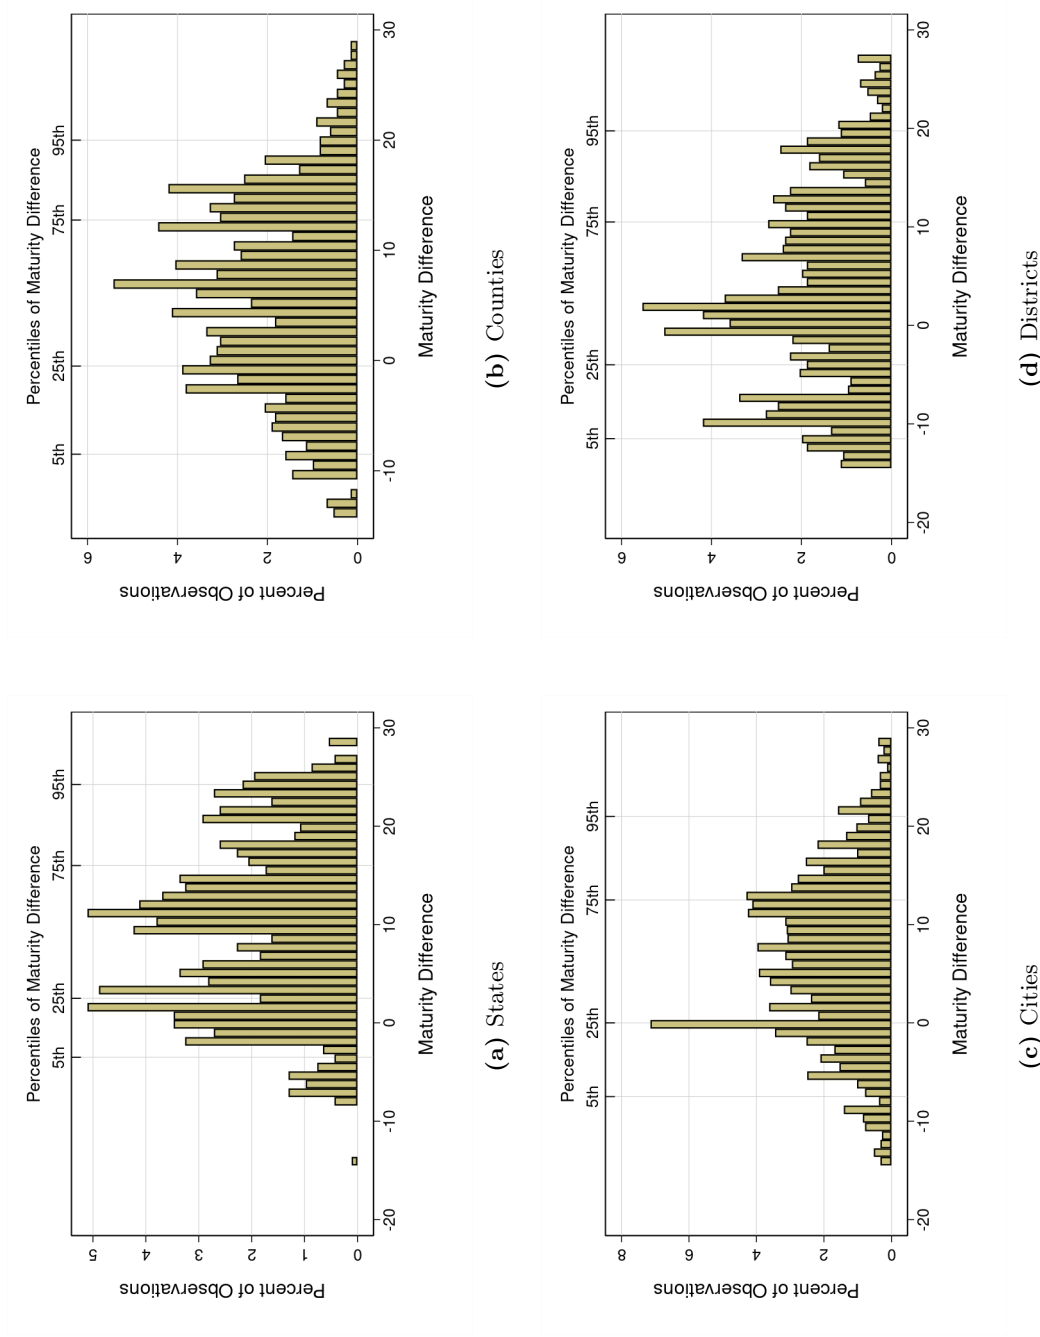 Percentiles of Maturity Difference
5th 25th 75th 95th
Percent of Observations
0 1 2 3 4 5
-20 -10 0 10 20 30
Maturity Difference
(a) States
Percentiles of Maturity Difference
5th 25th 75th 95th
Percent of Observations
0 2 4 6
-10 0 10 20 30
Maturity Difference
(b) Counties
Percentiles of Maturity Difference
5th 25th 75th 95th
Percent of Observations
0 2 4 6 8
-20 -10 0 10 20 30
Maturity Difference
(c) Cities
Percentiles of Maturity Difference
5th 25th 75th 95th
Percent of Observations
0 2 4 6
-20 -10 0 10 20 30
Maturity Difference
(d) Districts